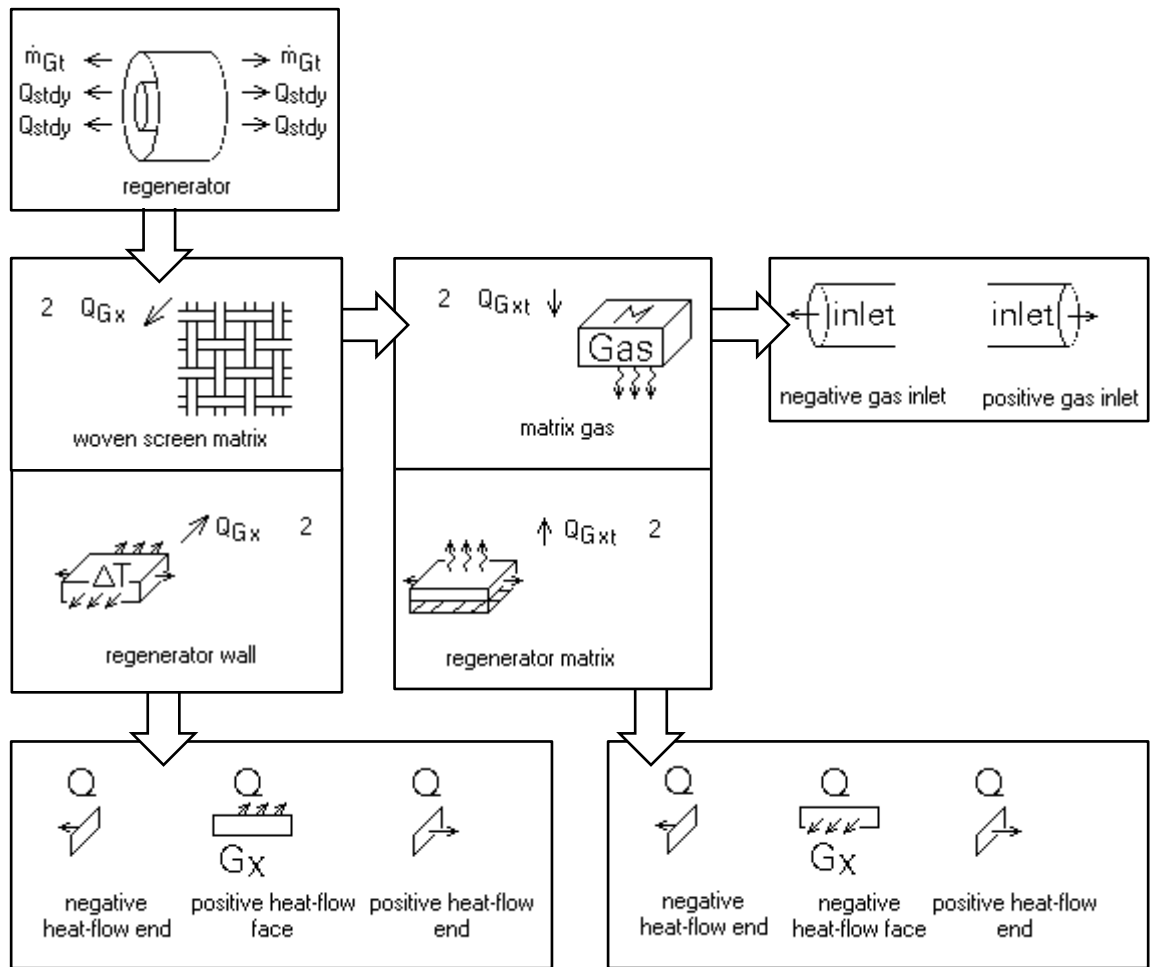 ṁGt ṁGt
Qstdy Qstdy
Qstdy Qstdy
regenerator
2 QGx
woven screen matrix
2 QGxt
Gas
matrix gas
inlet inlet
negative gas inlet positive gas inlet
QGx 2
ΔT
regenerator wall
QGxt 2
regenerator matrix
Q Q Q
Gx
negative heat-flow end
positive heat-flow face
positive heat-flow end
Q Q Q
Gx
negative heat-flow end
negative heat-flow face
positive heat-flow end